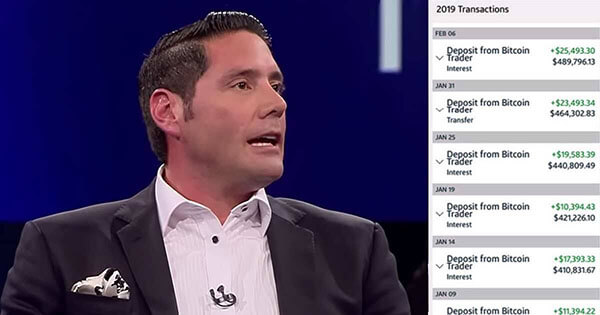 2019 Transactions
FEB 06
Deposit from Bitcoin +$25,493.30
Trader $489,796.13
Interest
JAN 31
Deposit from Bitcoin +$23,493.34
Trader $464,302.83
Transfer
JAN 25
Deposit from Bitcoin +$19,583.39
Trader $440,809.49
Interest
JAN 19
Deposit from Bitcoin +$10,394.43
Trader $421,226.10
Interest
JAN 14
Deposit from Bitcoin +$17,393.33
Trader $410,831.67
Interest
JAN 09
Deposit from Bitcoin +$11,394.22